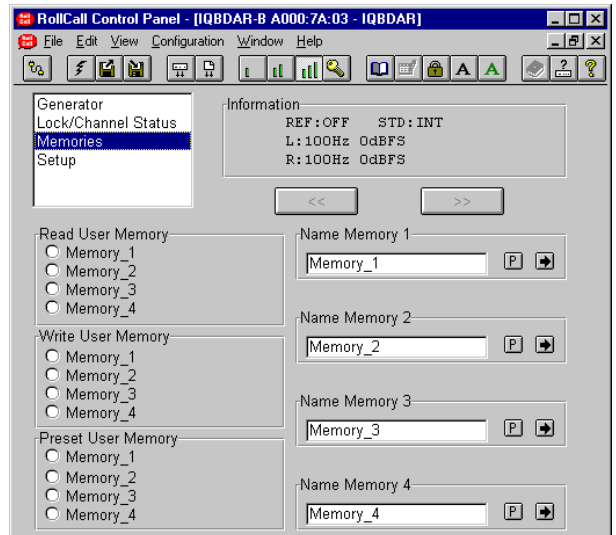 RollCall Control Panel - [IQBDAR-B A000:7A:03 - IQBDAR]
File Edit View Configuration Window Help
A A ?
Generator
Lock/Channel Status
Memories
Setup
Information
REF:OFF STD:INT
L:100Hz 0dBFS
R:100Hz 0dBFS
<< >>
Read User Memory
Memory_1
Memory_2
Memory_3
Memory_4
Write User Memory
Memory_1
Memory_2
Memory_3
Memory_4
Preset User Memory
Memory_1
Memory_2
Memory_3
Memory_4
Name Memory 1
Memory_1 P
Name Memory 2
Memory_2 P
Name Memory 3
Memory_3 P
Name Memory 4
Memory_4 P